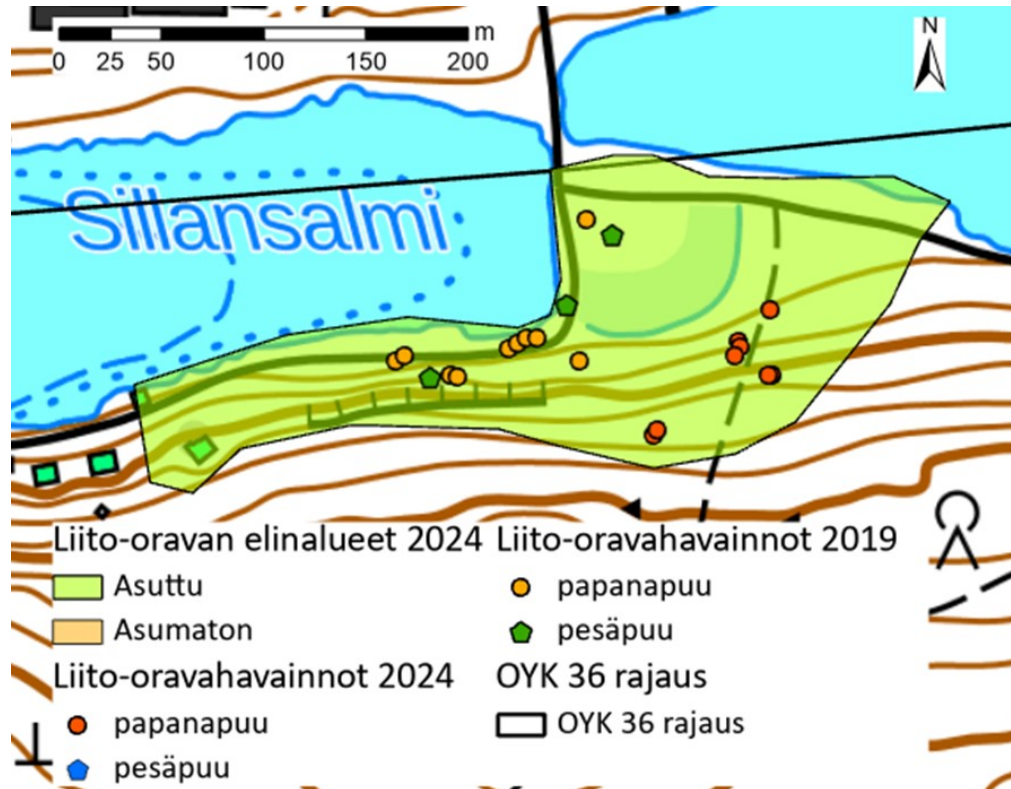 m
0 25 50 100 150 200
N
Sillansalmi
Liito-oravan elinalueet 2024
Asuttu
Asumaton
Liito-oravahavainnot 2024
papanapuu
pesäpuu
Liito-oravahavainnot 2019
papanapuu
pesäpuu
OYK 36 rajaus
OYK 36 rajaus